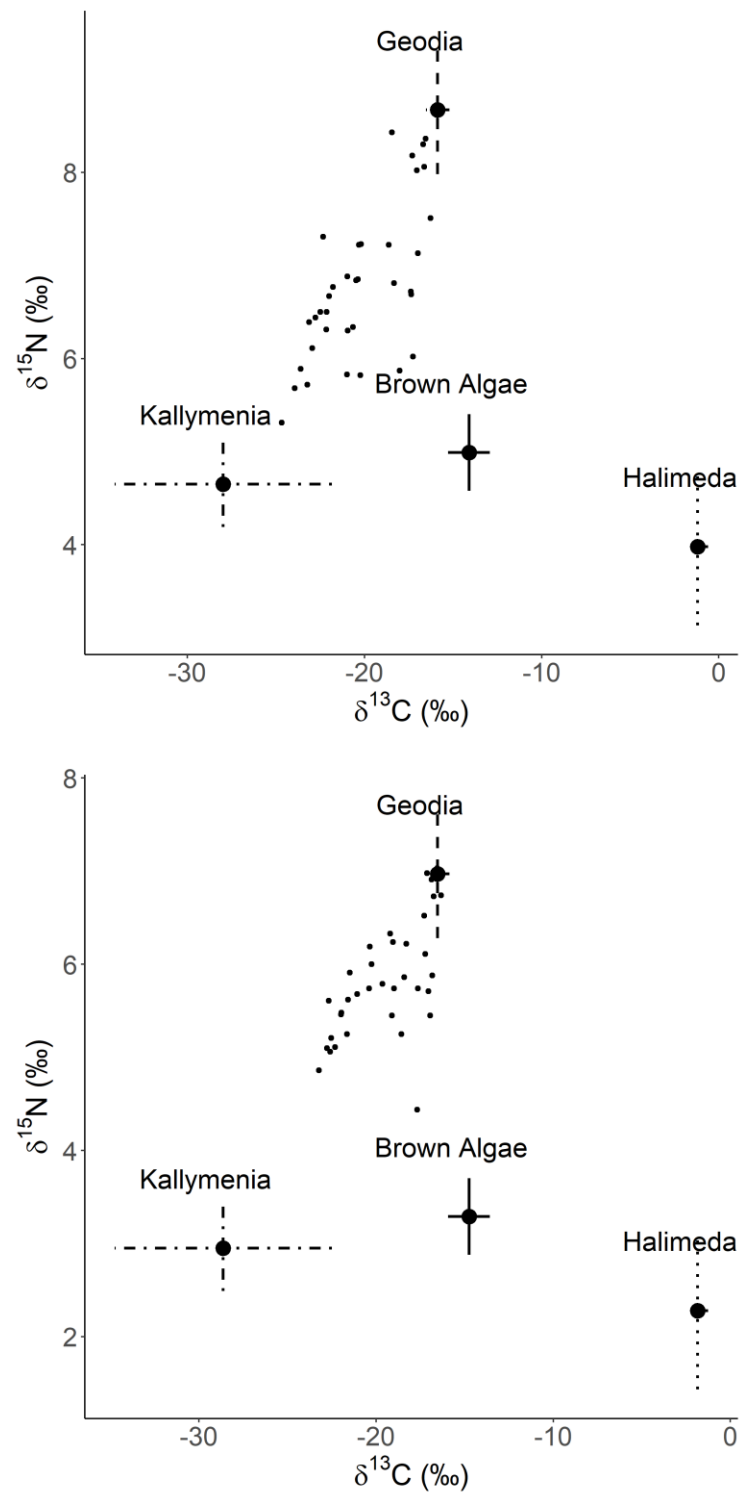 Geodia
8
δ¹⁵N (‰)
6
Brown Algae
Kallymenia
Halimeda
4
-30 -20 -10 0
δ¹³C (‰)
8
Geodia
6
δ¹⁵N (‰)
4
Brown Algae
Kallymenia
Halimeda
2
-30 -20 -10 0
δ¹³C (‰)